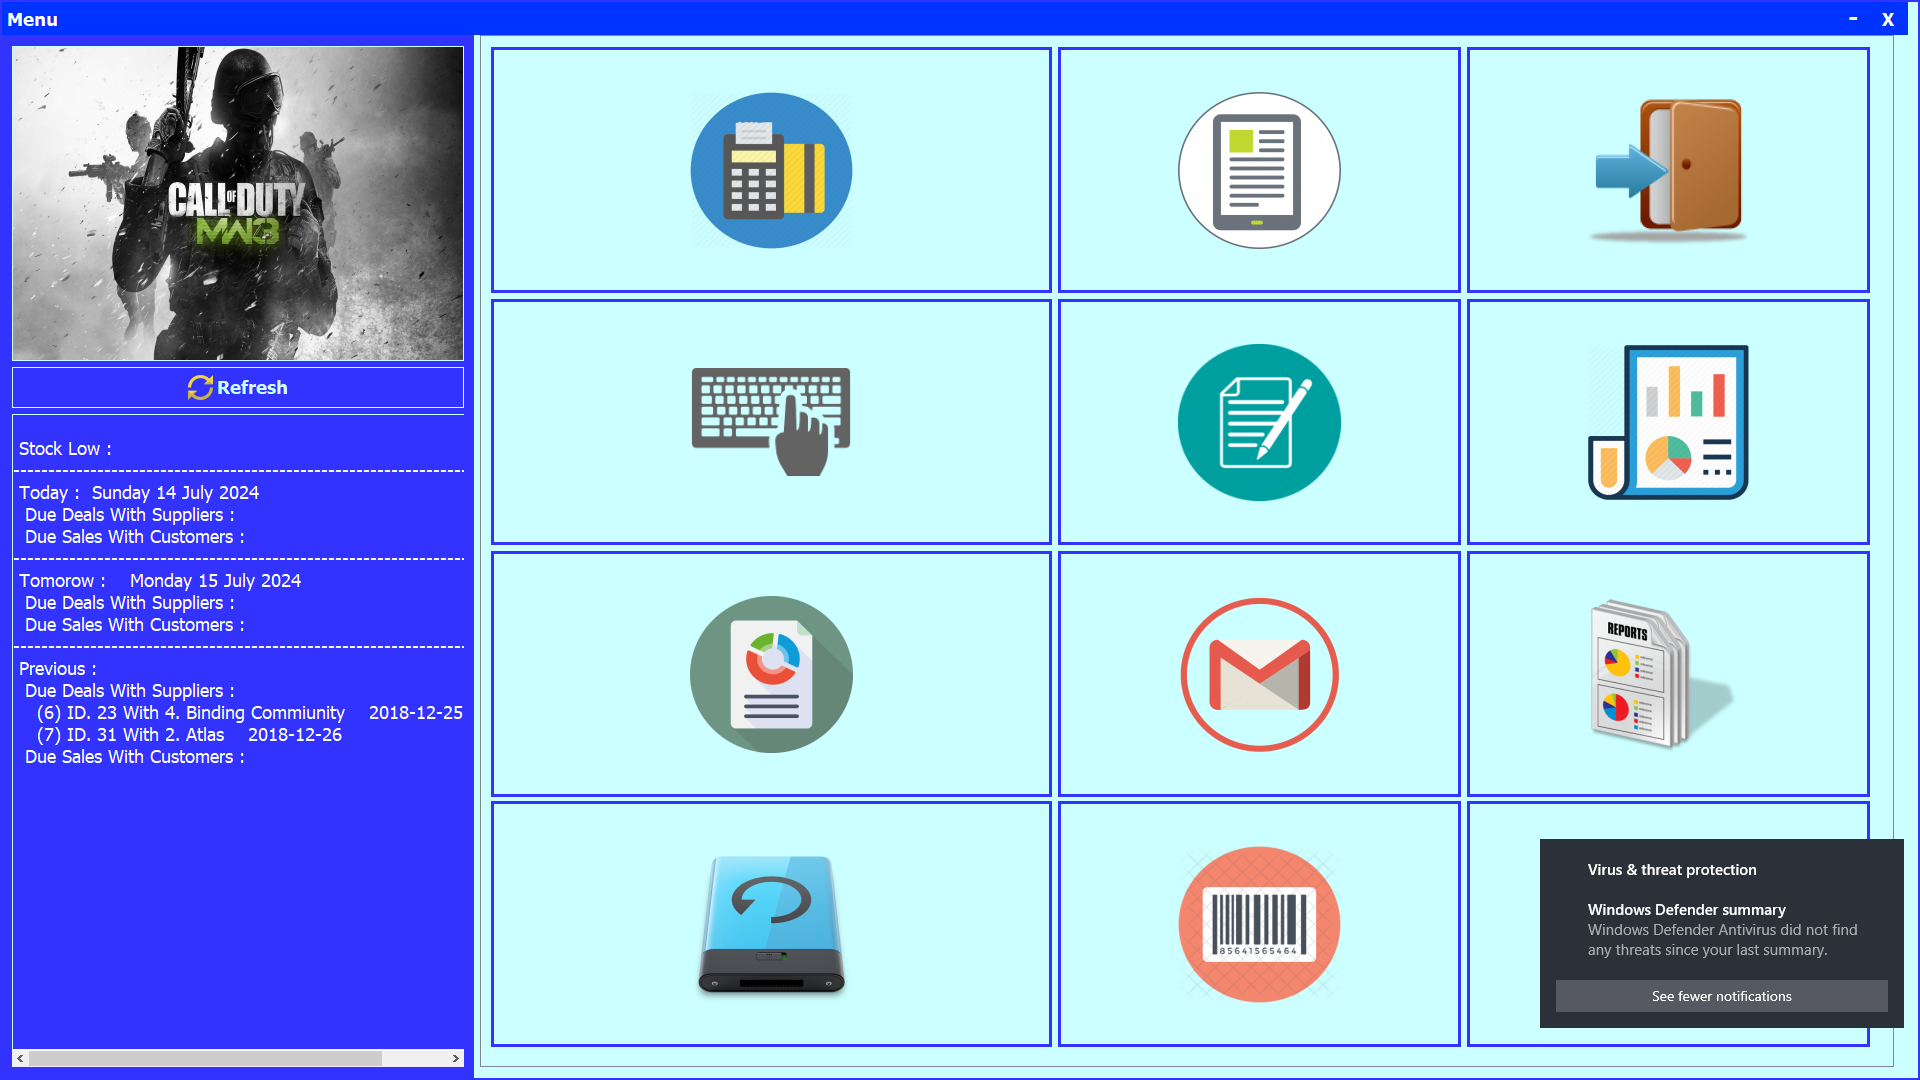 Menu
- X
CALL OF DUTY
MW3
Refresh
Stock Low :
Today : Sunday 14 July 2024
Due Deals With Suppliers :
Due Sales With Customers :
Tomorow : Monday 15 July 2024
Due Deals With Suppliers :
Due Sales With Customers :
Previous :
Due Deals With Suppliers :
(6) ID. 23 With 4. Binding Commiunity 2018-12-25
(7) ID. 31 With 2. Atlas 2018-12-26
Due Sales With Customers :
REPORTS
85641565464
Virus & threat protection
Windows Defender summary
Windows Defender Antivirus did not find
any threats since your last summary.
See fewer notifications